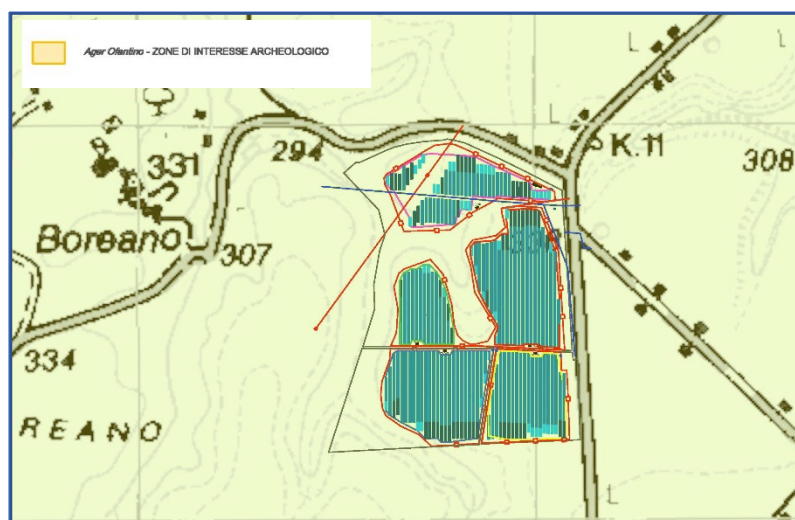 Ager Ofantino - ZONE DI INTERESSE ARCHEOLOGICO
L
L
L
K.11
294
308
331
Boreano
307
334
REANO
L